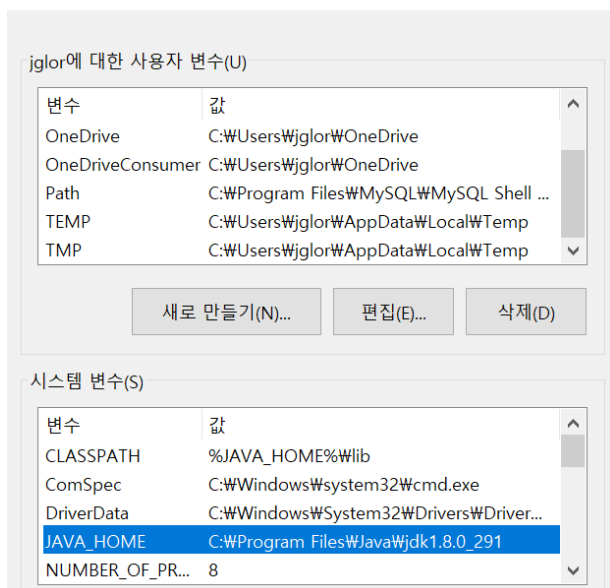 jglor에 대한 사용자 변수(U)
변수 값
OneDrive C:₩Users₩jglor₩OneDrive
OneDriveConsumer C:₩Users₩jglor₩OneDrive
Path C:₩Program Files₩MySQL₩MySQL Shell ...
TEMP C:₩Users₩jglor₩AppData₩Local₩Temp
TMP C:₩Users₩jglor₩AppData₩Local₩Temp
새로 만들기(N)... 편집(E)... 삭제(D)
시스템 변수(S)
변수 값
CLASSPATH %JAVA_HOME%₩lib
ComSpec C:₩Windows₩system32₩cmd.exe
DriverData C:₩Windows₩System32₩Drivers₩Driver...
JAVA_HOME C:₩Program Files₩Java₩jdk1.8.0_291
NUMBER_OF_PR... 8